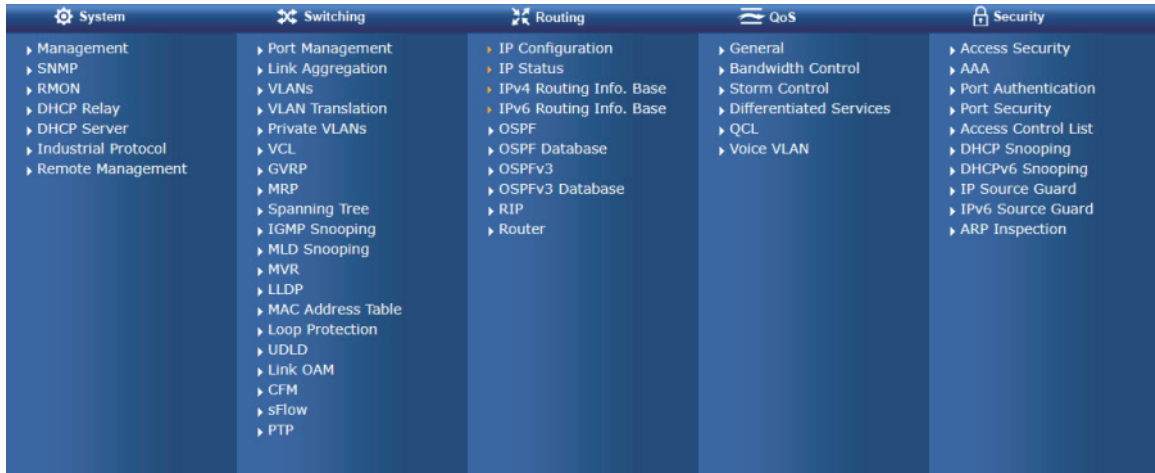 System
Management
SNMP
RMON
DHCP Relay
DHCP Server
Industrial Protocol
Remote Management
Switching
Port Management
Link Aggregation
VLANs
VLAN Translation
Private VLANs
VCL
GVRP
MRP
Spanning Tree
IGMP Snooping
MLD Snooping
MVR
LLDP
MAC Address Table
Loop Protection
UDLD
Link OAM
CFM
sFlow
PTP
Routing
IP Configuration
IP Status
IPv4 Routing Info. Base
IPv6 Routing Info. Base
OSPF
OSPF Database
OSPFv3
OSPFv3 Database
RIP
Router
QoS
General
Bandwidth Control
Storm Control
Differentiated Services
QCL
Voice VLAN
Security
Access Security
AAA
Port Authentication
Port Security
Access Control List
DHCP Snooping
DHCPv6 Snooping
IP Source Guard
IPv6 Source Guard
ARP Inspection